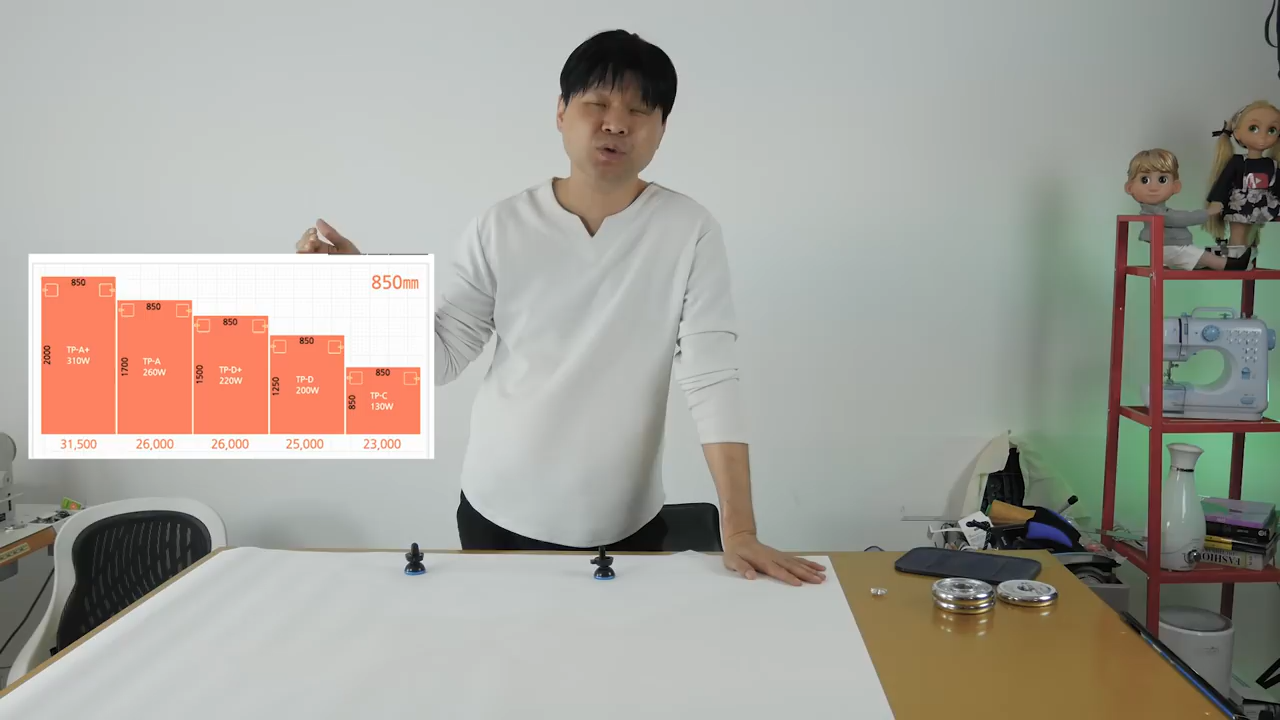 850mm
850
2000
TP-A+
310W
31,500
850
1700
TP-A
260W
26,000
850
1500
TP-D+
220W
26,000
850
1250
TP-D
200W
25,000
850
850
TP-C
130W
23,000
FASHIO